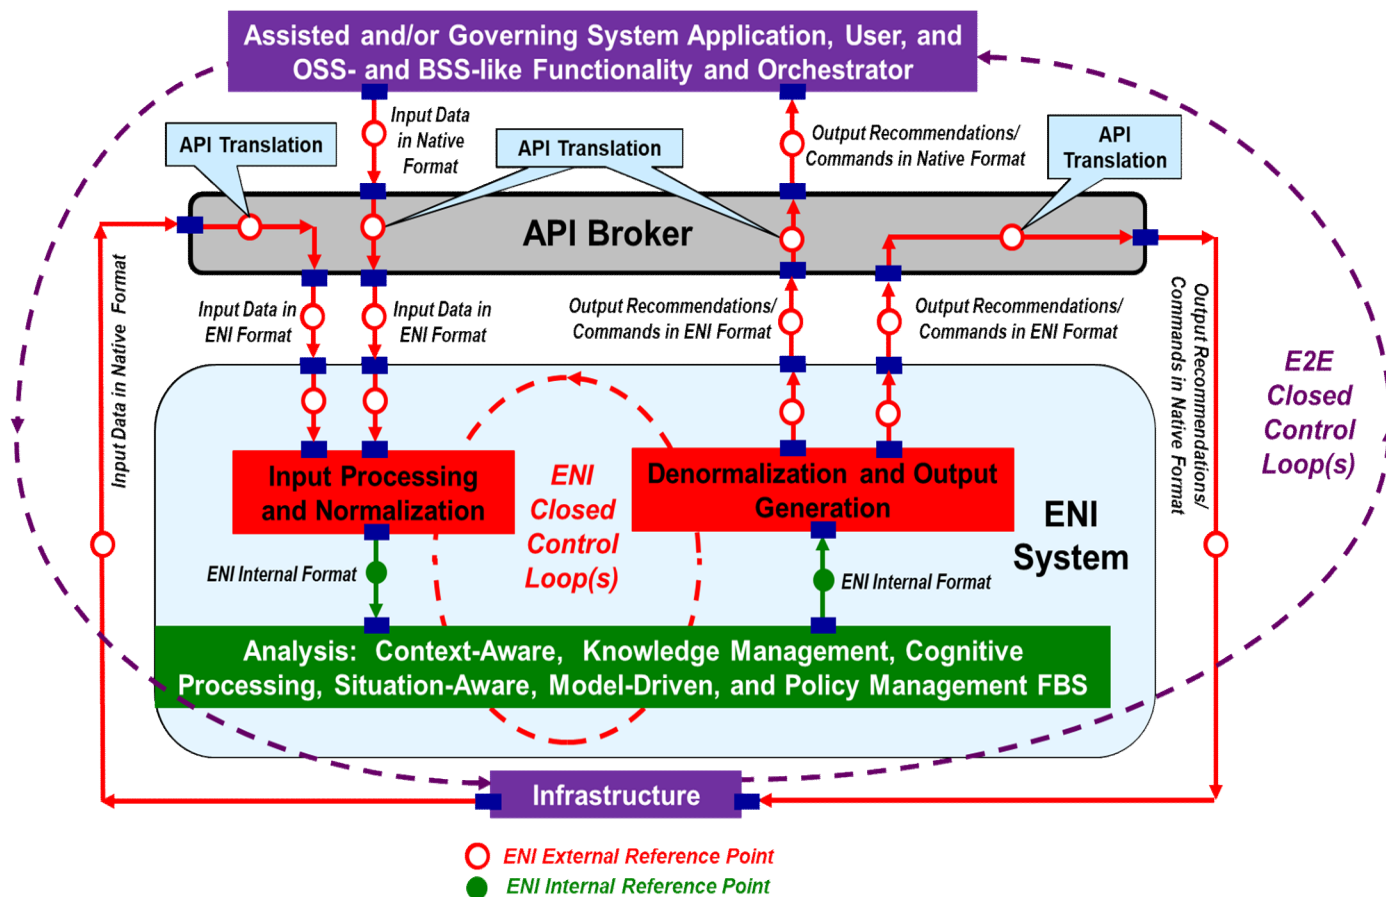 Assisted and/or Governing System Application, User, and
OSS- and BSS-like Functionality and Orchestrator
Input Data
in Native
Format
Output Recommendations/
Commands in Native Format
API Translation
API Translation
API
Translation
API Broker
Input Data in Native Format
Input Data in
ENI Format
Input Data in
ENI Format
Output Recommendations/
Commands in ENI Format
Output Recommendations/
Commands in ENI Format
Output Recommendations/
Commands in Native Format
E2E
Closed
Control
Loop(s)
Input Processing
and Normalization
ENI
Closed
Control
Loop(s)
Denormalization and Output
Generation
ENI
System
ENI Internal Format
ENI Internal Format
Analysis: Context-Aware, Knowledge Management, Cognitive
Processing, Situation-Aware, Model-Driven, and Policy Management FBS
Infrastructure
ENI External Reference Point
ENI Internal Reference Point